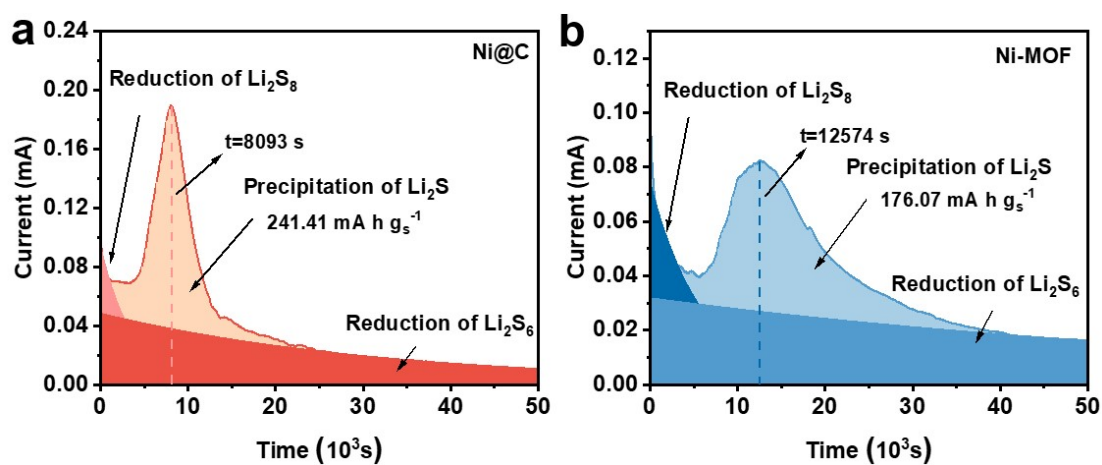 a
Ni@C
Reduction of Li₂S₈
t=8093 s
Precipitation of Li₂S
241.41 mA h gₛ⁻¹
Reduction of Li₂S₆
Current (mA)
0.24
0.20
0.16
0.12
0.08
0.04
0.00
0 10 20 30 40 50
Time (10³s)
b
Ni-MOF
Reduction of Li₂S₈
t=12574 s
Precipitation of Li₂S
176.07 mA h gₛ⁻¹
Reduction of Li₂S₆
Current (mA)
0.12
0.10
0.08
0.06
0.04
0.02
0.00
0 10 20 30 40 50
Time (10³s)